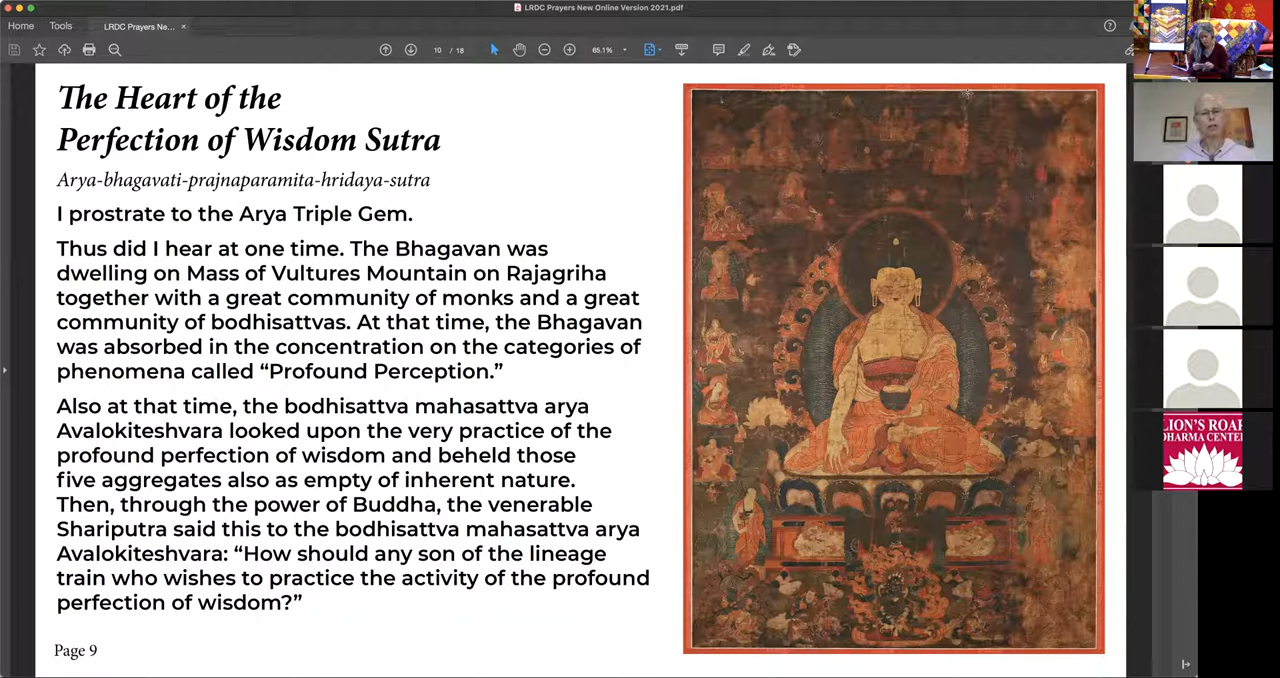 LRDC Prayers New Online Version 2021.pdf
Home
Tools
LRDC Prayers Ne...
×
10 / 18
65.1%
The Heart of the
Perfection of Wisdom Sutra
Arya-bhagavati-prajnaparamita-hridaya-sutra
I prostrate to the Arya Triple Gem.
Thus did I hear at one time. The Bhagavan was
dwelling on Mass of Vultures Mountain on Rajagriha
together with a great community of monks and a great
community of bodhisattvas. At that time, the Bhagavan
was absorbed in the concentration on the categories of
phenomena called “Profound Perception.”
Also at that time, the bodhisattva mahasattva arya
Avalokiteshvara looked upon the very practice of the
profound perfection of wisdom and beheld those
five aggregates also as empty of inherent nature.
Then, through the power of Buddha, the venerable
Shariputra said this to the bodhisattva mahasattva arya
Avalokiteshvara: “How should any son of the lineage
train who wishes to practice the activity of the profound
perfection of wisdom?”
Page 9
LION'S ROAR
DHARMA CENTER